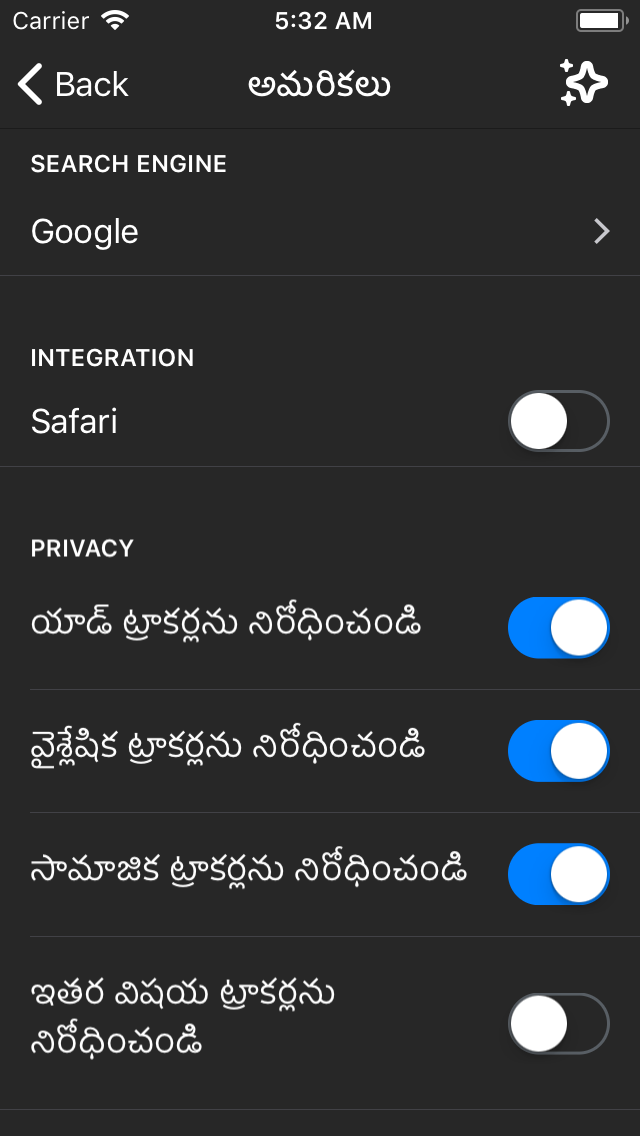 Carrier 5:32 AM
Back అమరికలు
SEARCH ENGINE
Google
INTEGRATION
Safari
PRIVACY
యాడ్ ట్రాకర్లను నిరోధించండి
వైశ్లేషిక ట్రాకర్లను నిరోధించండి
సామాజిక ట్రాకర్లను నిరోధించండి
ఇతర విషయ ట్రాకర్లను
నిరోధించండి